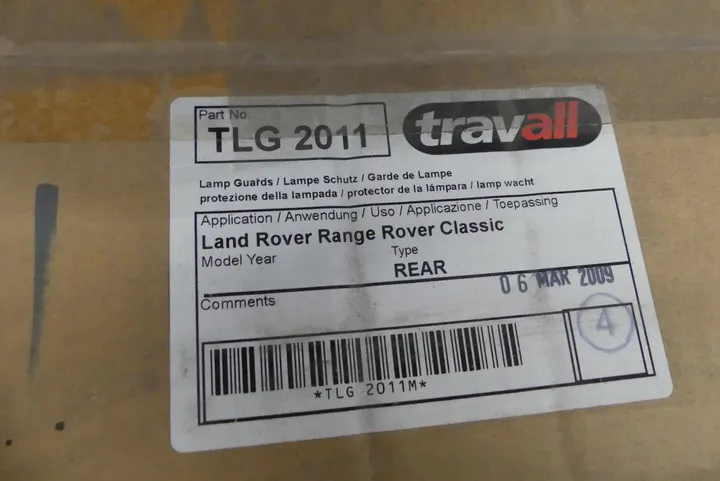 Part No.
TLG 2011
travall
Lamp Guards / Lampe Schutz / Garde de Lampe
protezione della lampada / protector de la lámpara / lamp wacht
Application / Anwendung / Uso / Applicazione / Toepassing
Land Rover Range Rover Classic
Model Year
Type
REAR
06 MAR 2009
Comments
4
*TLG 2011M*